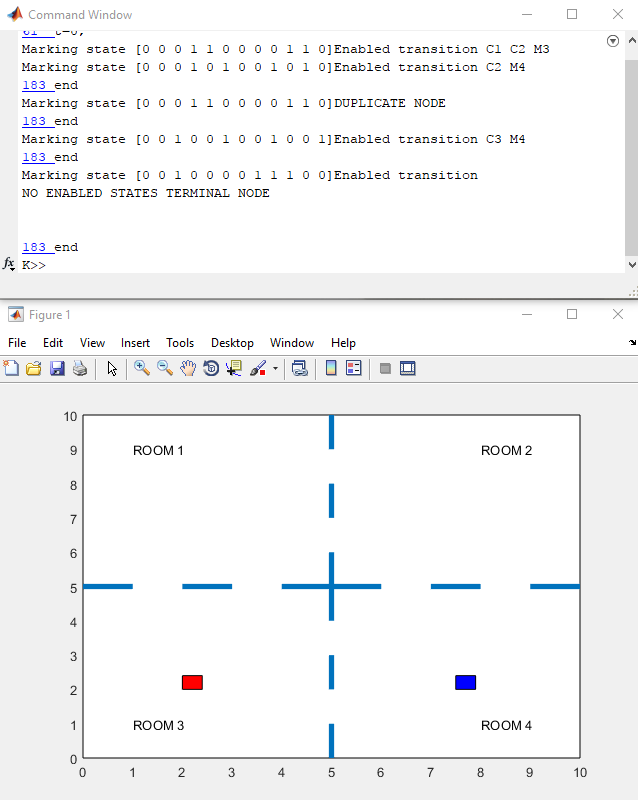 Command Window
61 t=0;
Marking state [0 0 0 1 1 0 0 0 0 1 1 0]Enabled transition C1 C2 M3
Marking state [0 0 0 1 0 1 0 0 1 0 1 0]Enabled transition C2 M4
183 end
Marking state [0 0 0 1 1 0 0 0 0 1 1 0]DUPLICATE NODE
183 end
Marking state [0 0 1 0 0 1 0 0 1 0 0 1]Enabled transition C3 M4
183 end
Marking state [0 0 1 0 0 0 0 1 1 1 0 0]Enabled transition
NO ENABLED STATES TERMINAL NODE
183 end
fx K>>
Figure 1
File Edit View Insert Tools Desktop Window Help
10
9
8
7
6
5
4
3
2
1
0
ROOM 1
ROOM 2
ROOM 3
ROOM 4
0 1 2 3 4 5 6 7 8 9 10